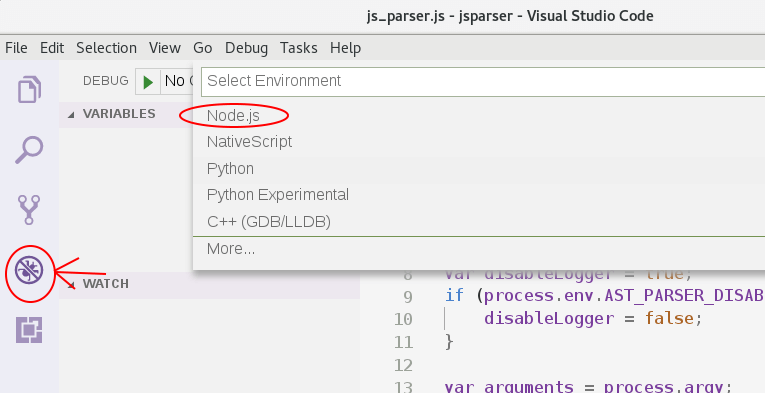 js_parser.js - jsparser - Visual Studio Code
File Edit Selection View Go Debug Tasks Help
DEBUG No
Select Environment
VARIABLES
Node.js
NativeScript
Python
Python Experimental
C++ (GDB/LLDB)
More...
WATCH
8 var disableLogger = true;
9 if (process.env.AST_PARSER_DISAB
10 disableLogger = false;
11 }
12
13 var arguments = process.argv;